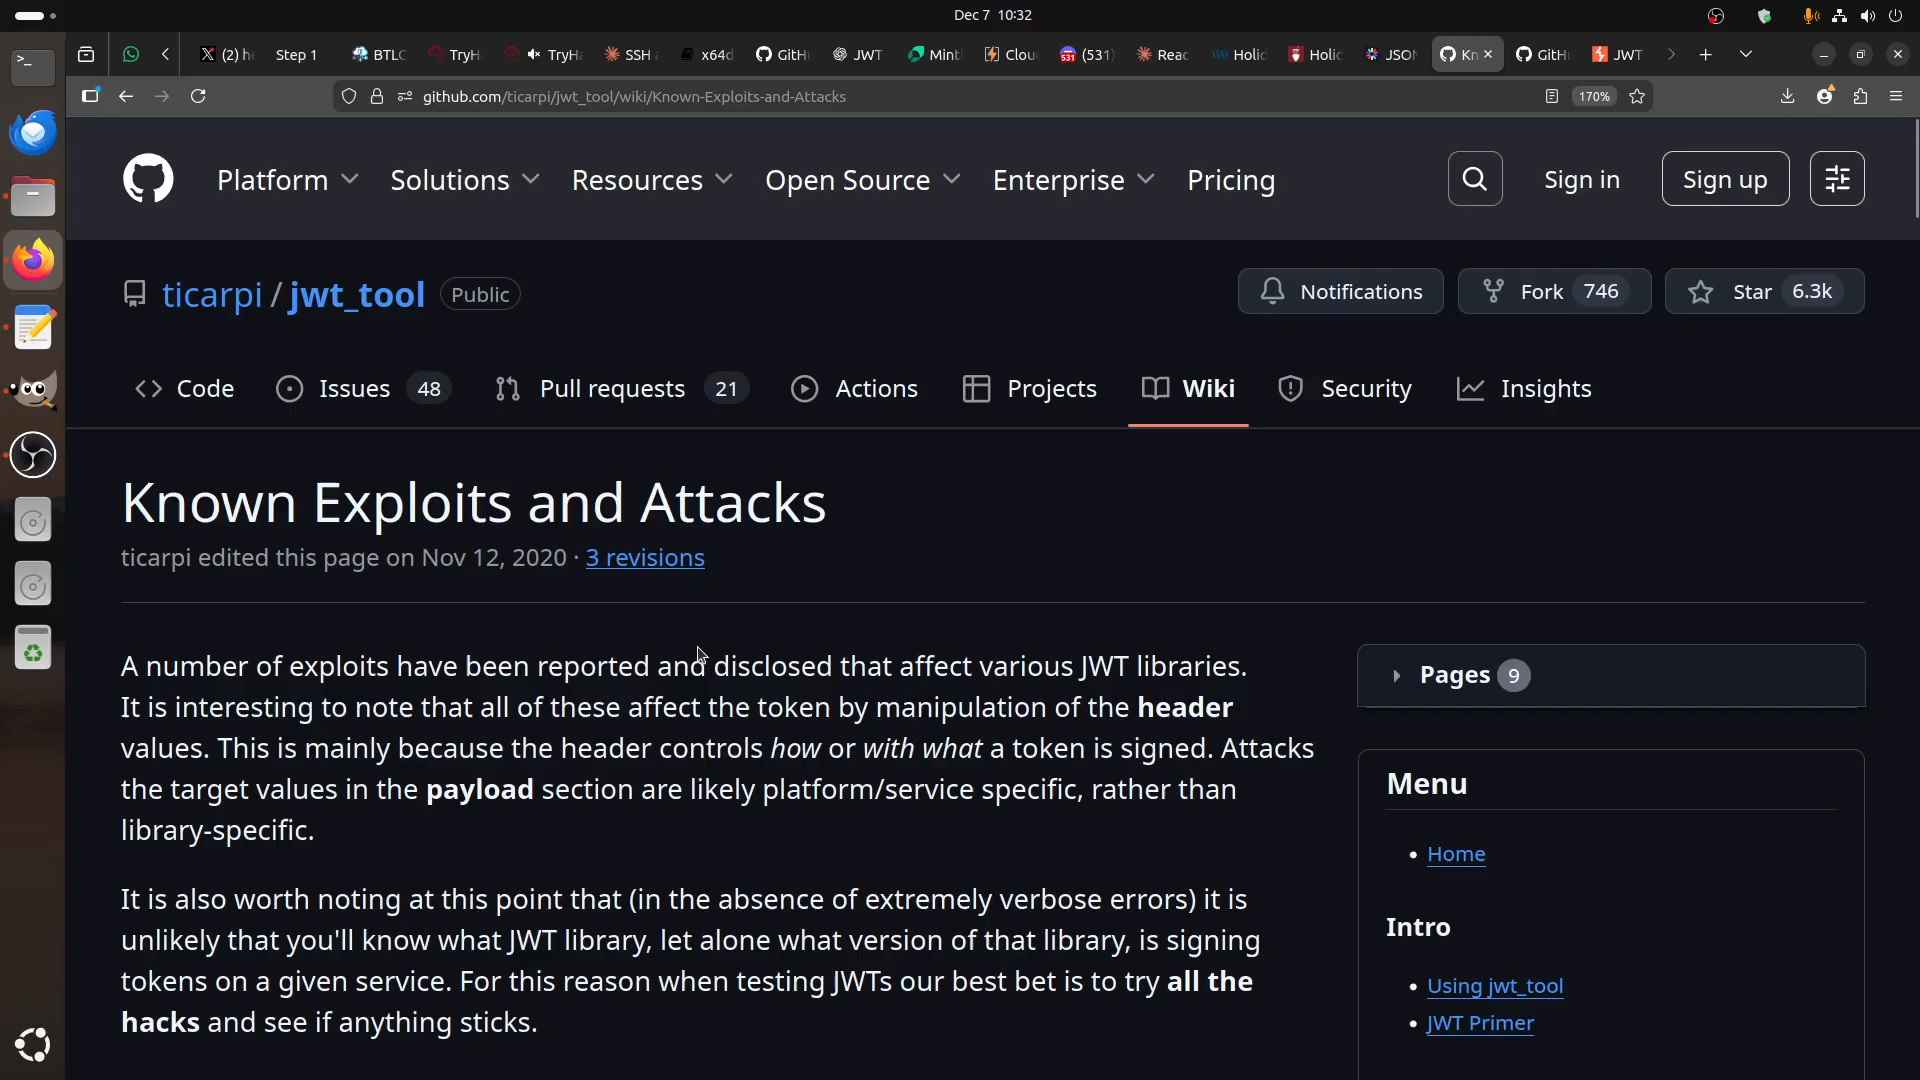 Dec 7 10:32
(2) h
Step 1
BTLC
TryH
TryHa
SSH
x64d
GitH
JWT
Mint
Clou
531
(531)
Reac
Holid
Holid
JSON
Kn
GitH
JWT
github.com/ticarpi/jwt_tool/wiki/Known-Exploits-and-Attacks
170%
Platform
Solutions
Resources
Open Source
Enterprise
Pricing
Sign in
Sign up
ticarpi / jwt_tool
Public
Notifications
Fork 746
Star 6.3k
Code
Issues 48
Pull requests 21
Actions
Projects
Wiki
Security
Insights
Known Exploits and Attacks
ticarpi edited this page on Nov 12, 2020 · 3 revisions
A number of exploits have been reported and disclosed that affect various JWT libraries.
It is interesting to note that all of these affect the token by manipulation of the header
values. This is mainly because the header controls how or with what a token is signed. Attacks
the target values in the payload section are likely platform/service specific, rather than
library-specific.
It is also worth noting at this point that (in the absence of extremely verbose errors) it is
unlikely that you'll know what JWT library, let alone what version of that library, is signing
tokens on a given service. For this reason when testing JWTs our best bet is to try all the
hacks and see if anything sticks.
Pages 9
Menu
Home
Intro
Using jwt_tool
JWT Primer